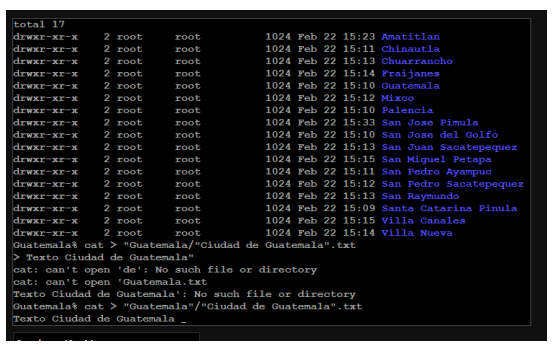 total 17
drwxr-xr-x 2 root root 1024 Feb 22 15:23 Amatitlan
drwxr-xr-x 2 root root 1024 Feb 22 15:11 Chinautla
drwxr-xr-x 2 root root 1024 Feb 22 15:13 Chuarrancho
drwxr-xr-x 2 root root 1024 Feb 22 15:14 Fraijanes
drwxr-xr-x 2 root root 1024 Feb 22 15:10 Guatemala
drwxr-xr-x 2 root root 1024 Feb 22 15:12 Mixco
drwxr-xr-x 2 root root 1024 Feb 22 15:10 Palencia
drwxr-xr-x 2 root root 1024 Feb 22 15:33 San Jose Pimula
drwxr-xr-x 2 root root 1024 Feb 22 15:10 San Jose del Golfo
drwxr-xr-x 2 root root 1024 Feb 22 15:13 San Juan Sacatepequez
drwxr-xr-x 2 root root 1024 Feb 22 15:15 San Miguel Petapa
drwxr-xr-x 2 root root 1024 Feb 22 15:11 San Pedro Ayampuc
drwxr-xr-x 2 root root 1024 Feb 22 15:12 San Pedro Sacatepequez
drwxr-xr-x 2 root root 1024 Feb 22 15:13 San Raymundo
drwxr-xr-x 2 root root 1024 Feb 22 15:09 Santa Catarina Pinula
drwxr-xr-x 2 root root 1024 Feb 22 15:15 Villa Canales
drwxr-xr-x 2 root root 1024 Feb 22 15:14 Villa Nueva
Guatemala% cat > "Guatemala/"Ciudad de Guatemala".txt
> Texto Ciudad de Guatemala"
cat: can't open 'de': No such file or directory
cat: can't open 'Guatemala.txt
Texto Ciudad de Guatemala': No such file or directory
Guatemala% cat > "Guatemala"/"Ciudad de Guatemala".txt
Texto Ciudad de Guatemala _